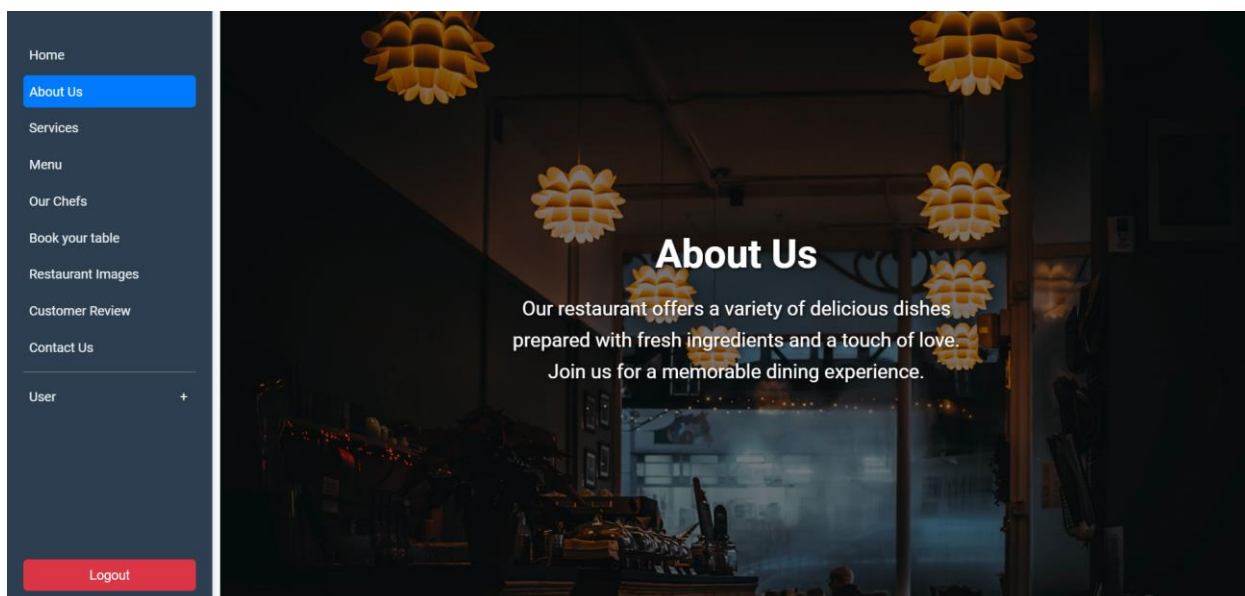 Home
About Us
Services
Menu
Our Chefs
Book your table
Restaurant Images
Customer Review
Contact Us
User +
Logout
About Us
Our restaurant offers a variety of delicious dishes
prepared with fresh ingredients and a touch of love.
Join us for a memorable dining experience.